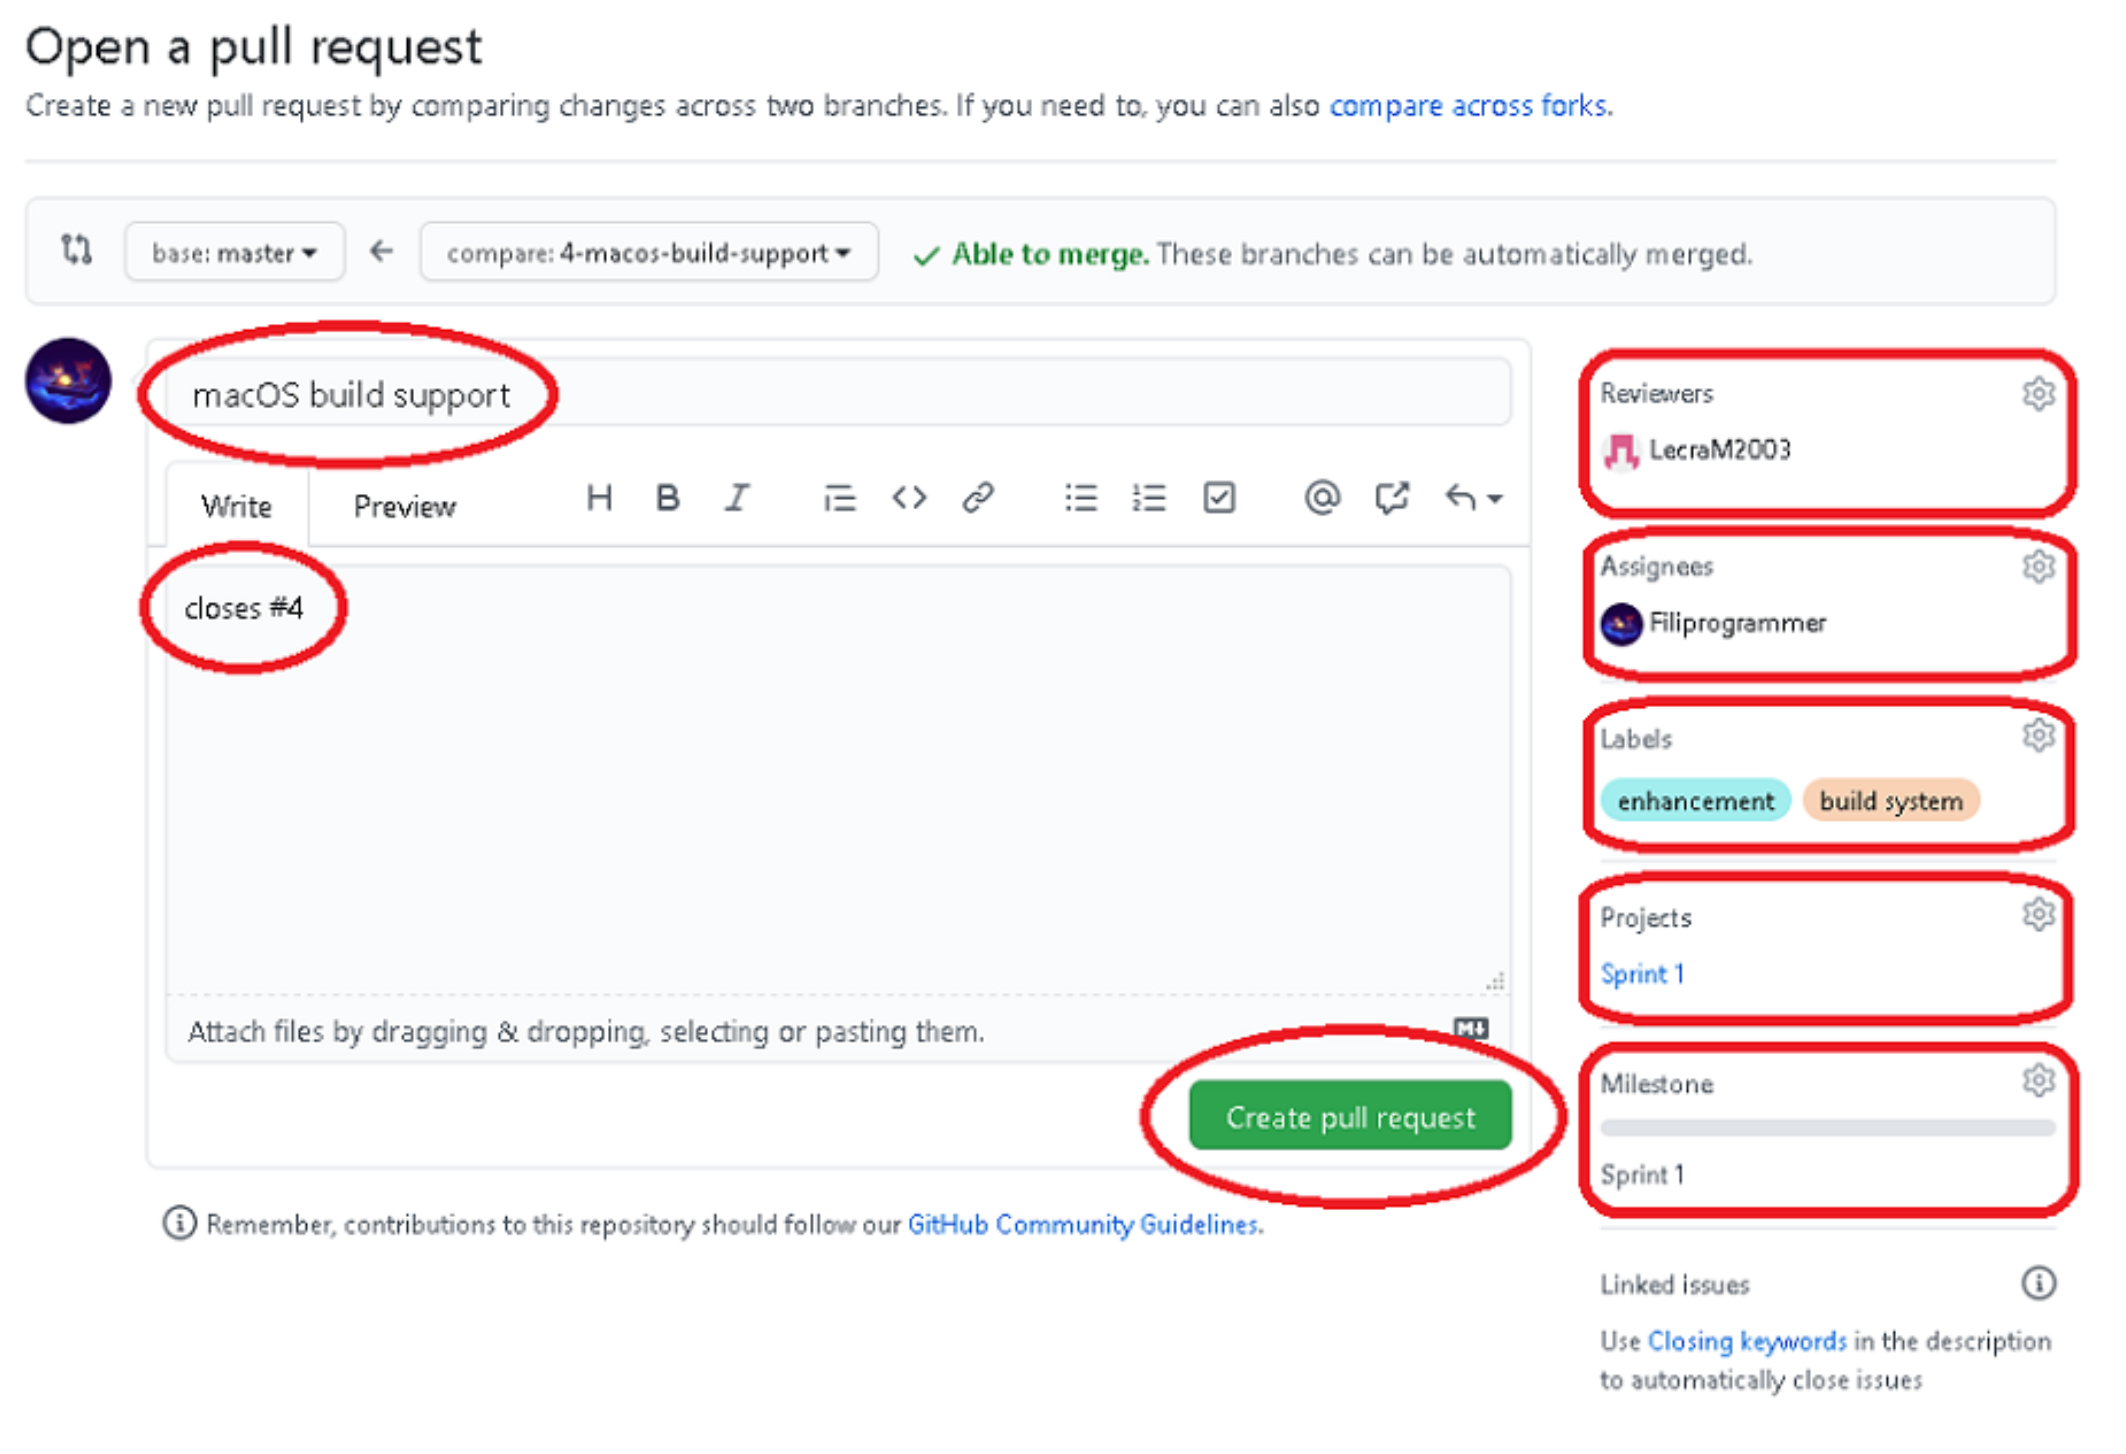 Open a pull request
Create a new pull request by comparing changes across two branches. If you need to, you can also compare across forks.
base: master
compare: 4-macos-build-support
Able to merge. These branches can be automatically merged.
macOS build support
Write
Preview
closes #4
Attach files by dragging & dropping, selecting or pasting them.
Create pull request
Remember, contributions to this repository should follow our GitHub Community Guidelines.
Reviewers
LecraM2003
Assignees
Filiprogrammer
Labels
enhancement
build system
Projects
Sprint 1
Milestone
Sprint 1
Linked issues
Use Closing keywords in the description
to automatically close issues